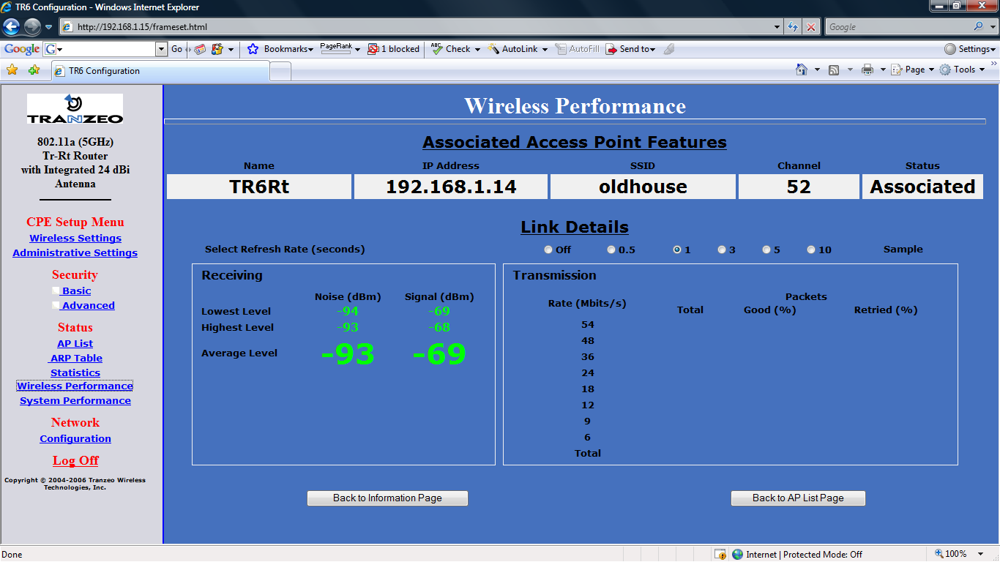 TR6 Configuration - Windows Internet Explorer
http://192.168.1.15/frameset.html
Google
Google G Go Bookmarks PageRank 1 blocked ABC Check AutoLink AutoFill Send to Settings
TR6 Configuration
Page Tools
TRANZEO
802.11a (5GHz)
Tr-Rt Router
with Integrated 24 dBi
Antenna
CPE Setup Menu
Wireless Settings
Administrative Settings
Security
Basic
Advanced
Status
AP List
ARP Table
Statistics
Wireless Performance
System Performance
Network
Configuration
Log Off
Copyright © 2004-2006 Tranzeo Wireless
Technologies, Inc.
Wireless Performance
Associated Access Point Features
Name IP Address SSID Channel Status
TR6Rt 192.168.1.14 oldhouse 52 Associated
Link Details
Select Refresh Rate (seconds) Off 0.5 1 3 5 10 Sample
Receiving
Noise (dBm) Signal (dBm)
Lowest Level -94 -69
Highest Level -93 -68
Average Level -93 -69
Transmission
Packets
Rate (Mbits/s) Total Good (%) Retried (%)
54
48
36
24
18
12
9
6
Total
Back to Information Page Back to AP List Page
Done Internet | Protected Mode: Off 100%